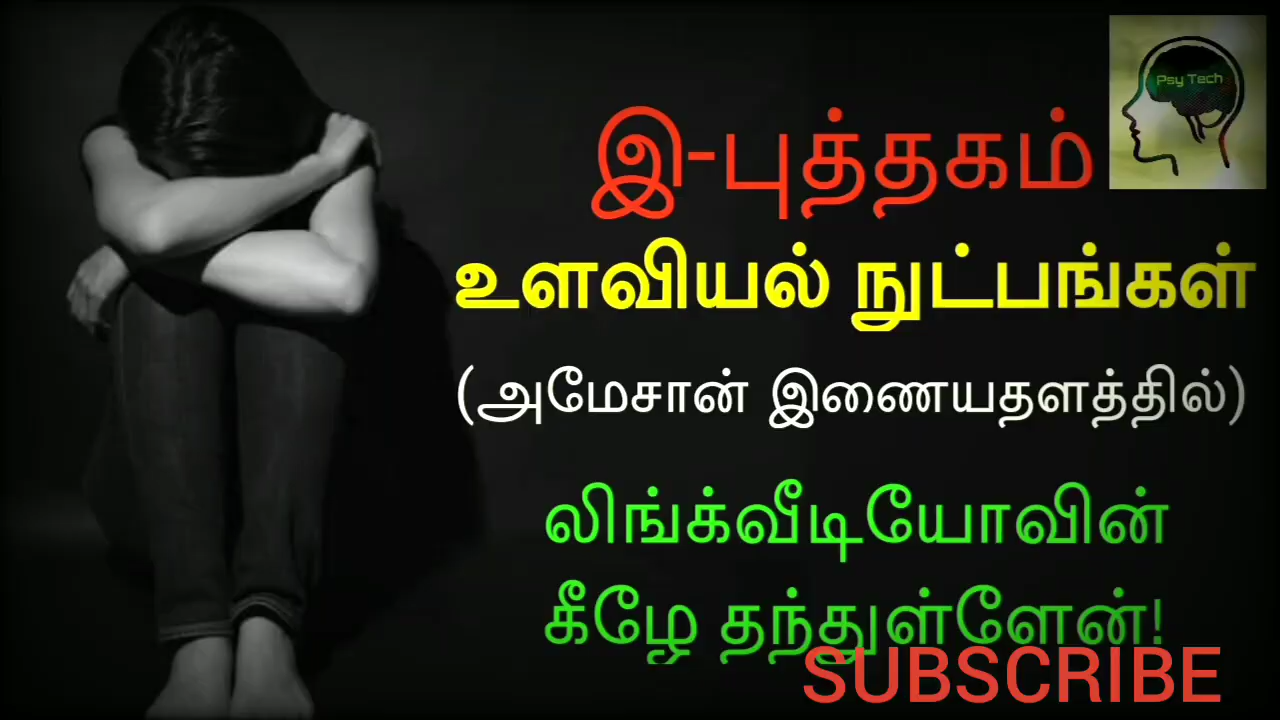 Psy Tech
இ-புத்தகம்
உளவியல் நுட்பங்கள்
(அமேசான் இணையதளத்தில்)
லிங்க்வீடியோவின்
கீழே தந்துள்ளேன்!
SUBSCRIBE